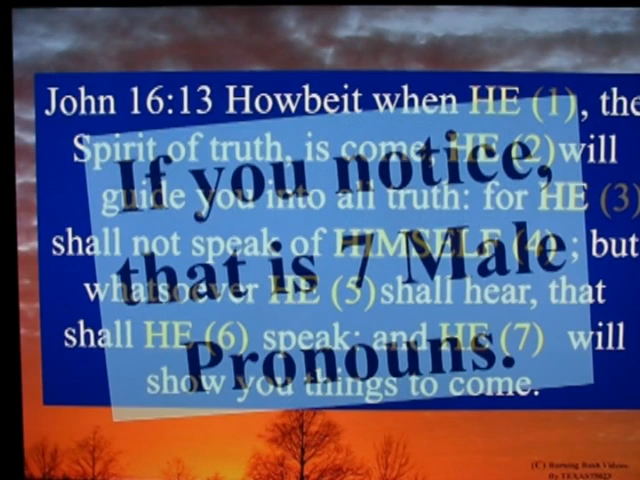 John 16:13 Howbeit when HE (1), the
Spirit of truth, is come, HE (2) will
guide you into all truth: for HE (3)
shall not speak of HIMSELF (4) ; but
whatsoever HE (5) shall hear, that
shall HE (6) speak: and HE (7) will
show you things to come.
If you notice,
that is 7 Male
Pronouns.
(C) Burning Bush Videos